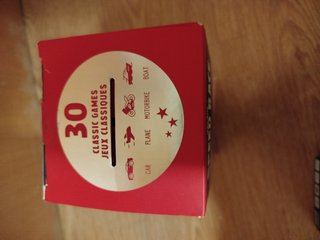 30
CLASSIC GAMES
JEUX CLASSIQUES
CAR
PLANE
MOTORBIKE
BOAT